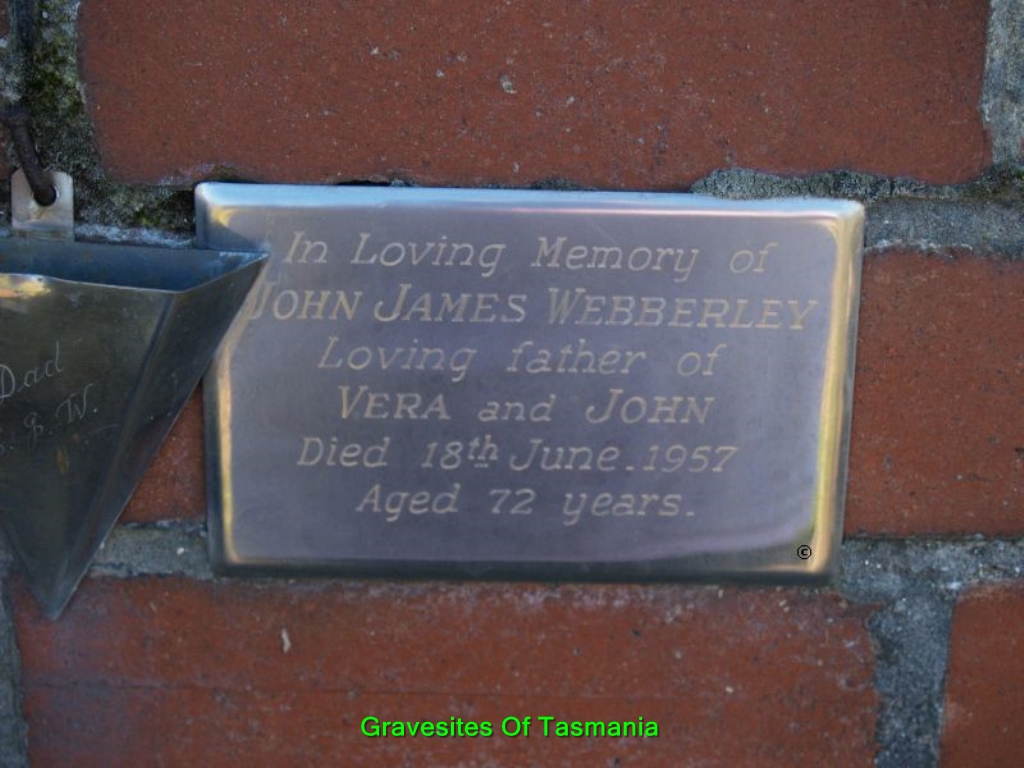 In Loving Memory of
JOHN JAMES WEBBERLEY
Loving father of
VERA and JOHN
Died 18th June. 1957
Aged 72 years.
©
Dad
W.
Gravesites Of Tasmania